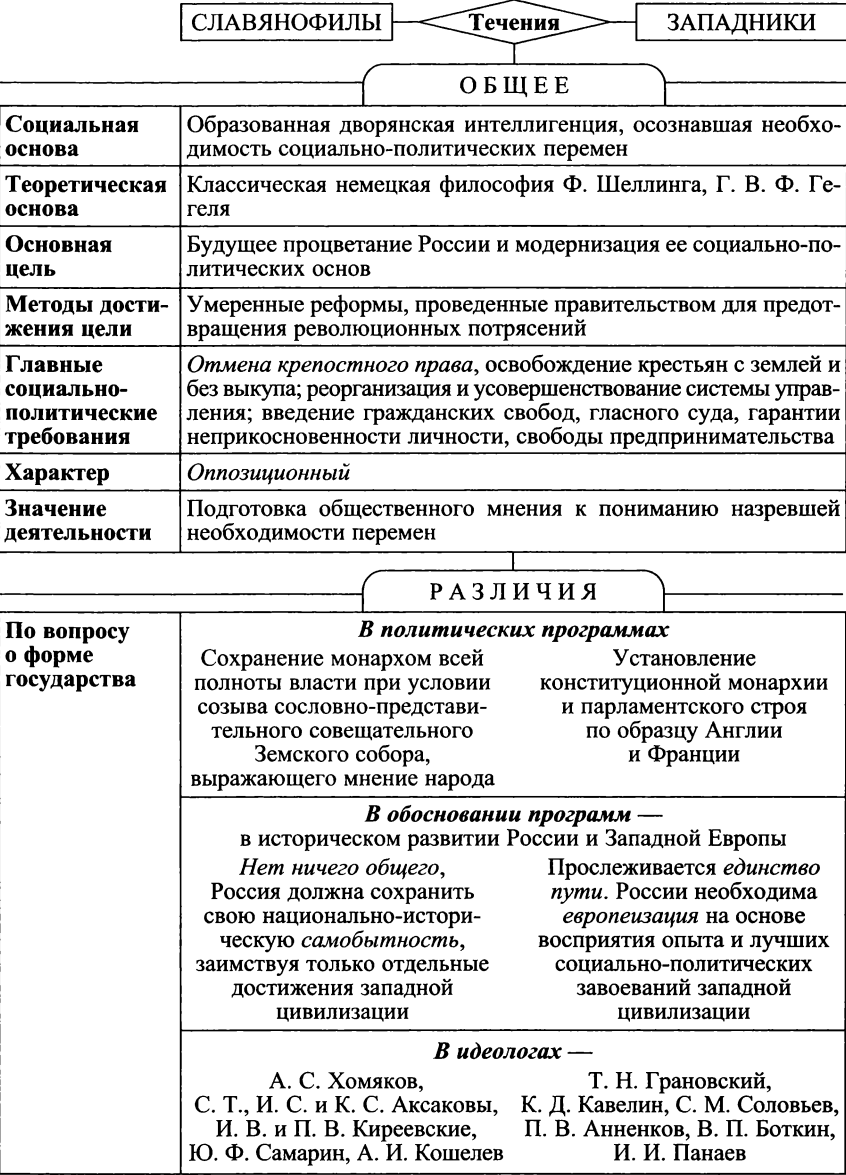 СЛАВЯНОФИЛЫ
Течения
ЗАПАДНИКИ
ОБЩЕЕ
Социальная
основа
Образованная дворянская интеллигенция, осознавшая необхо-
димость социально-политических перемен
Теоретическая
основа
Классическая немецкая философия Ф. Шеллинга, Г. В. Ф. Ге-
геля
Основная
цель
Будущее процветание России и модернизация ее социально-по-
литических основ
Методы дости-
жения цели
Умеренные реформы, проведенные правительством для предот-
вращения революционных потрясений
Главные
социально-
политические
требования
Отмена крепостного права, освобождение крестьян с землей и
без выкупа; реорганизация и усовершенствование системы управ-
ления; введение гражданских свобод, гласного суда, гарантии
неприкосновенности личности, свободы предпринимательства
Характер
Оппозиционный
Значение
деятельности
Подготовка общественного мнения к пониманию назревшей
необходимости перемен
РАЗЛИЧИЯ
По вопросу
о форме
государства
В политических программах
Сохранение монархом всей
полноты власти при условии
созыва сословно-представи-
тельного совещательного
Земского собора,
выражающего мнение народа
Установление
конституционной монархии
и парламентского строя
по образцу Англии
и Франции
В обосновании программ —
в историческом развитии России и Западной Европы
Нет ничего общего,
Россия должна сохранить
свою национально-истори-
ческую самобытность,
заимствуя только отдельные
достижения западной
цивилизации
Прослеживается единство
пути. России необходима
европеизация на основе
восприятия опыта и лучших
социально-политических
завоеваний западной
цивилизации
В идеологах —
А. С. Хомяков,
С. Т., И. С. и К. С. Аксаковы,
И. В. и П. В. Киреевские,
Ю. Ф. Самарин, А. И. Кошелев
Т. Н. Грановский,
К. Д. Кавелин, С. М. Соловьев,
П. В. Анненков, В. П. Боткин,
И. И. Панаев